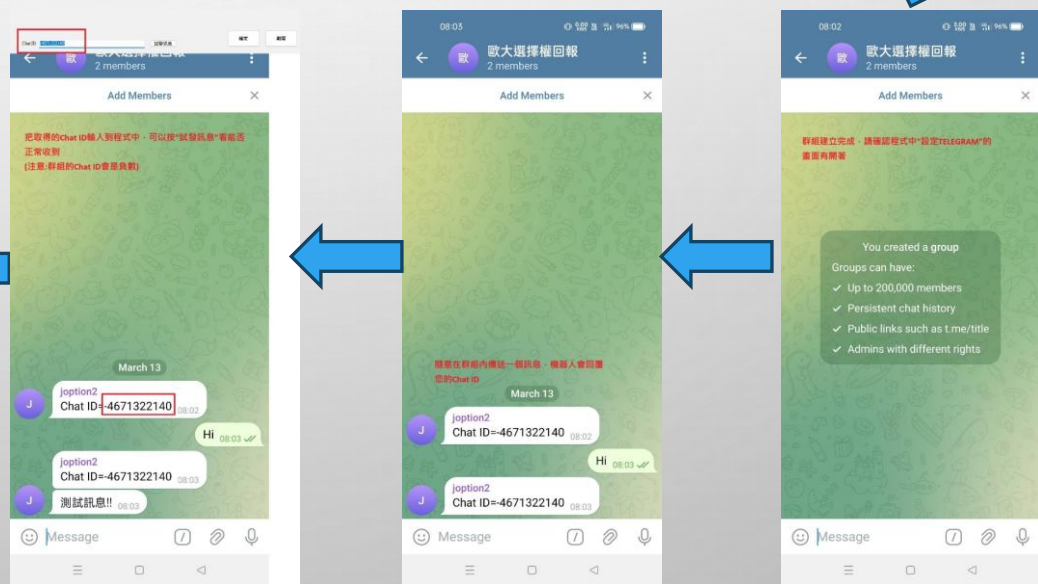 Chat ID
歐大選擇權回報
2 members
Add Members
把取得的Chat ID輸入到程式中，可以按"試發訊息"看能否
正常收到
(注意:群組的Chat ID會是負數)
March 13
joption2
Chat ID=-4671322140 08:02
Hi 08:03
joption2
Chat ID=-4671322140 08:03
測試訊息!! 08:03
Message
08:03
96%
歐 歐大選擇權回報
2 members
Add Members
隨意在群組內傳送一個訊息，機器人會回覆
您的Chat ID
March 13
joption2
J Chat ID=-4671322140 08:02
Hi 08:03
joption2
J Chat ID=-4671322140 08:03
Message
08:02
96%
歐 歐大選擇權回報
2 members
Add Members
群組建立完成，請確認程式中"設定TELEGRAM"的
畫面有開著
You created a group
Groups can have:
Up to 200,000 members
Persistent chat history
Public links such as t.me/title
Admins with different rights
Message